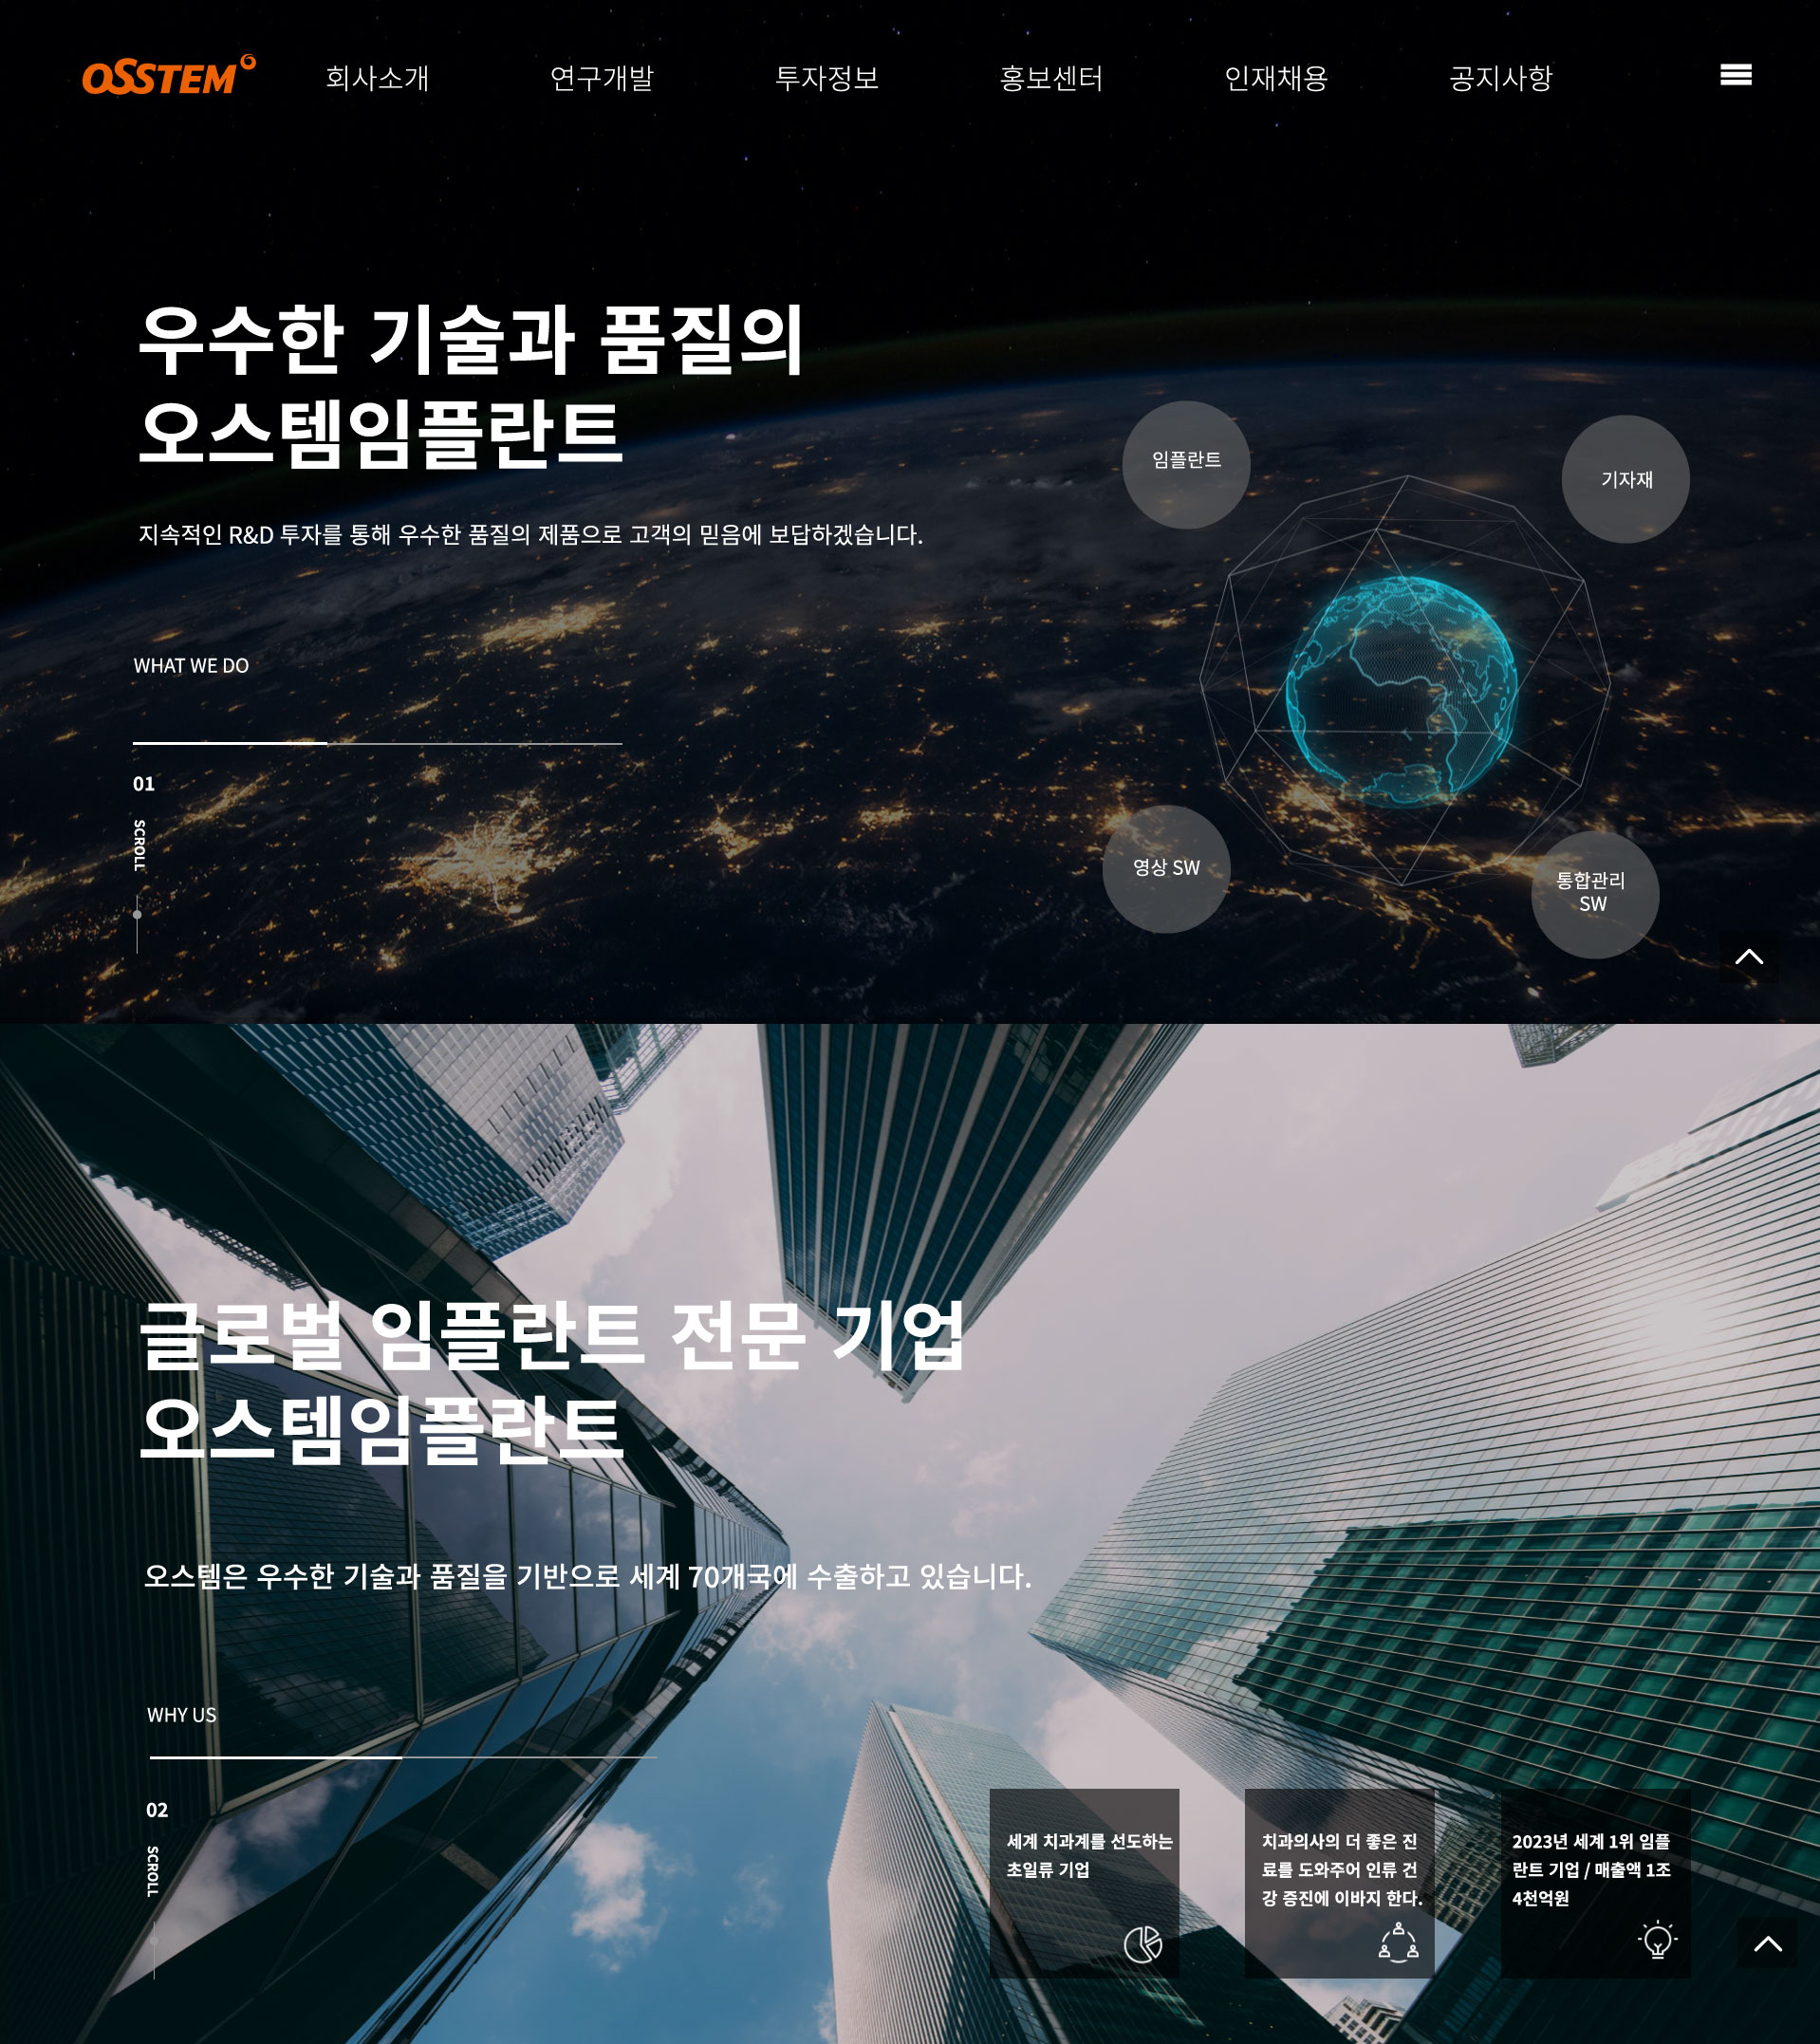 OSSTEM
회사소개
연구개발
투자정보
홍보센터
인재채용
공지사항
우수한 기술과 품질의
오스템임플란트
지속적인 R&D 투자를 통해 우수한 품질의 제품으로 고객의 믿음에 보답하겠습니다.
임플란트
기자재
영상 SW
통합관리
SW
WHAT WE DO
01
SCROLL
글로벌 임플란트 전문 기업
오스템임플란트
오스템은 우수한 기술과 품질을 기반으로 세계 70개국에 수출하고 있습니다.
WHY US
02
SCROLL
세계 치과계를 선도하는
초일류 기업
치과의사의 더 좋은 진
료를 도와주어 인류 건
강 증진에 이바지 한다.
2023년 세계 1위 임플
란트 기업 / 매출액 1조
4천억원